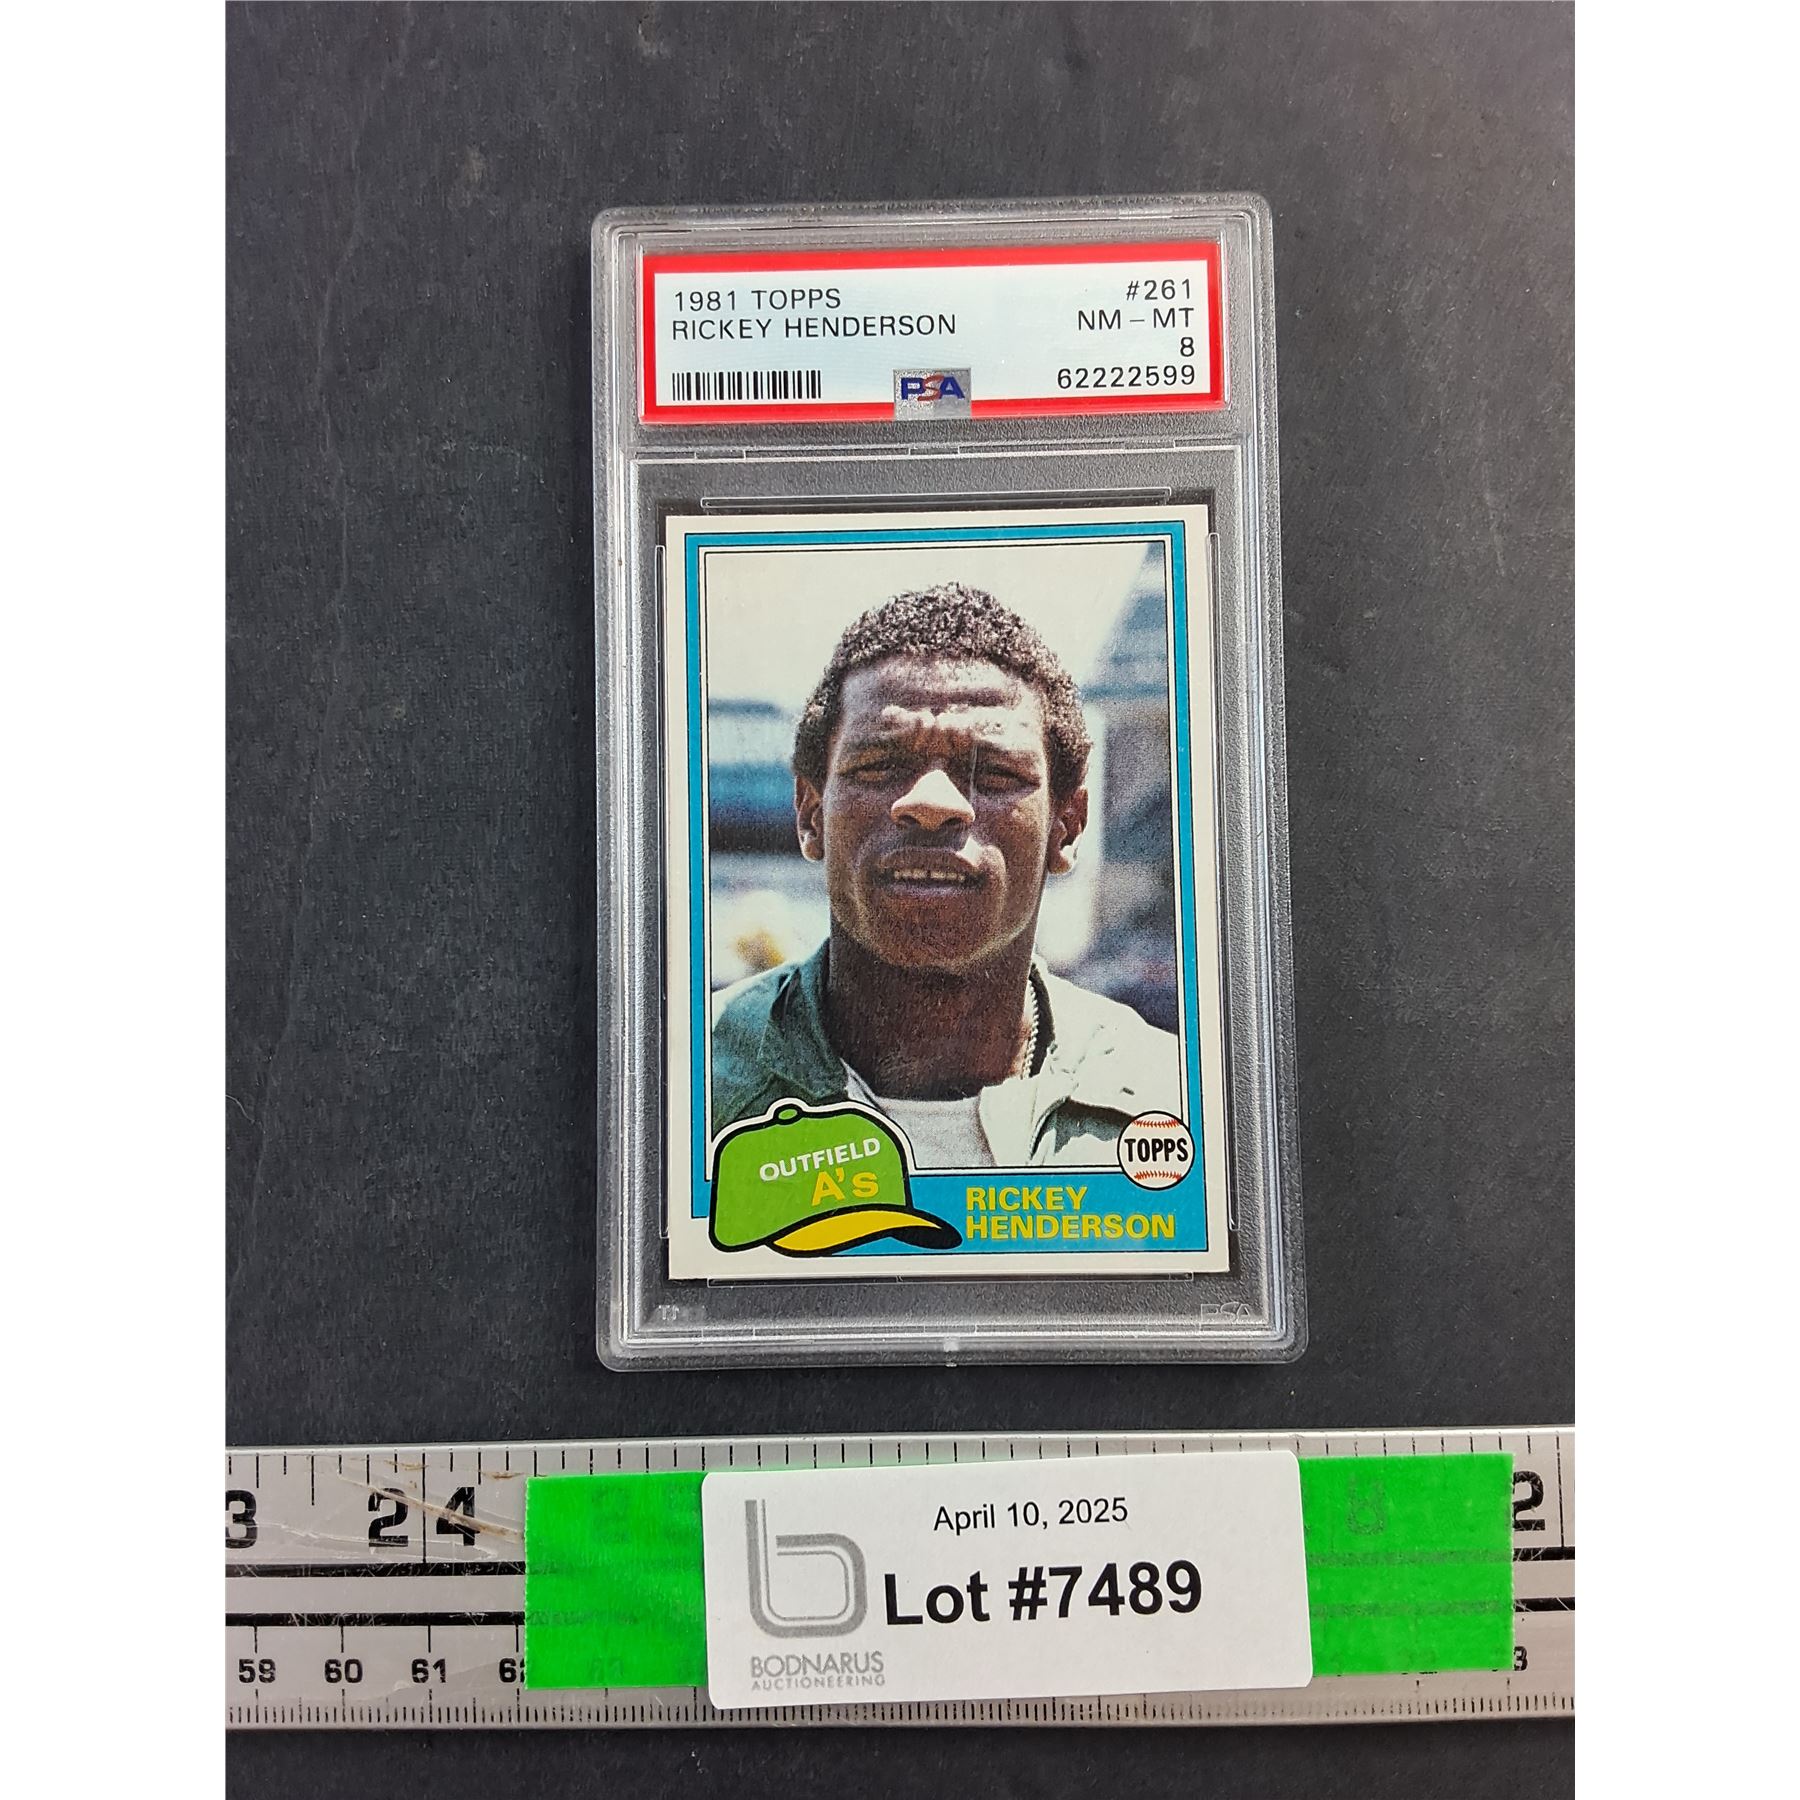 1981 TOPPS #261
RICKEY HENDERSON NM - MT
8
PSA 62222599
OUTFIELD
A's
TOPPS
RICKEY
HENDERSON
PSA
3 24 2
April 10, 2025
Lot #7489
BODNARUS
AUCTIONEERING
59 60 61